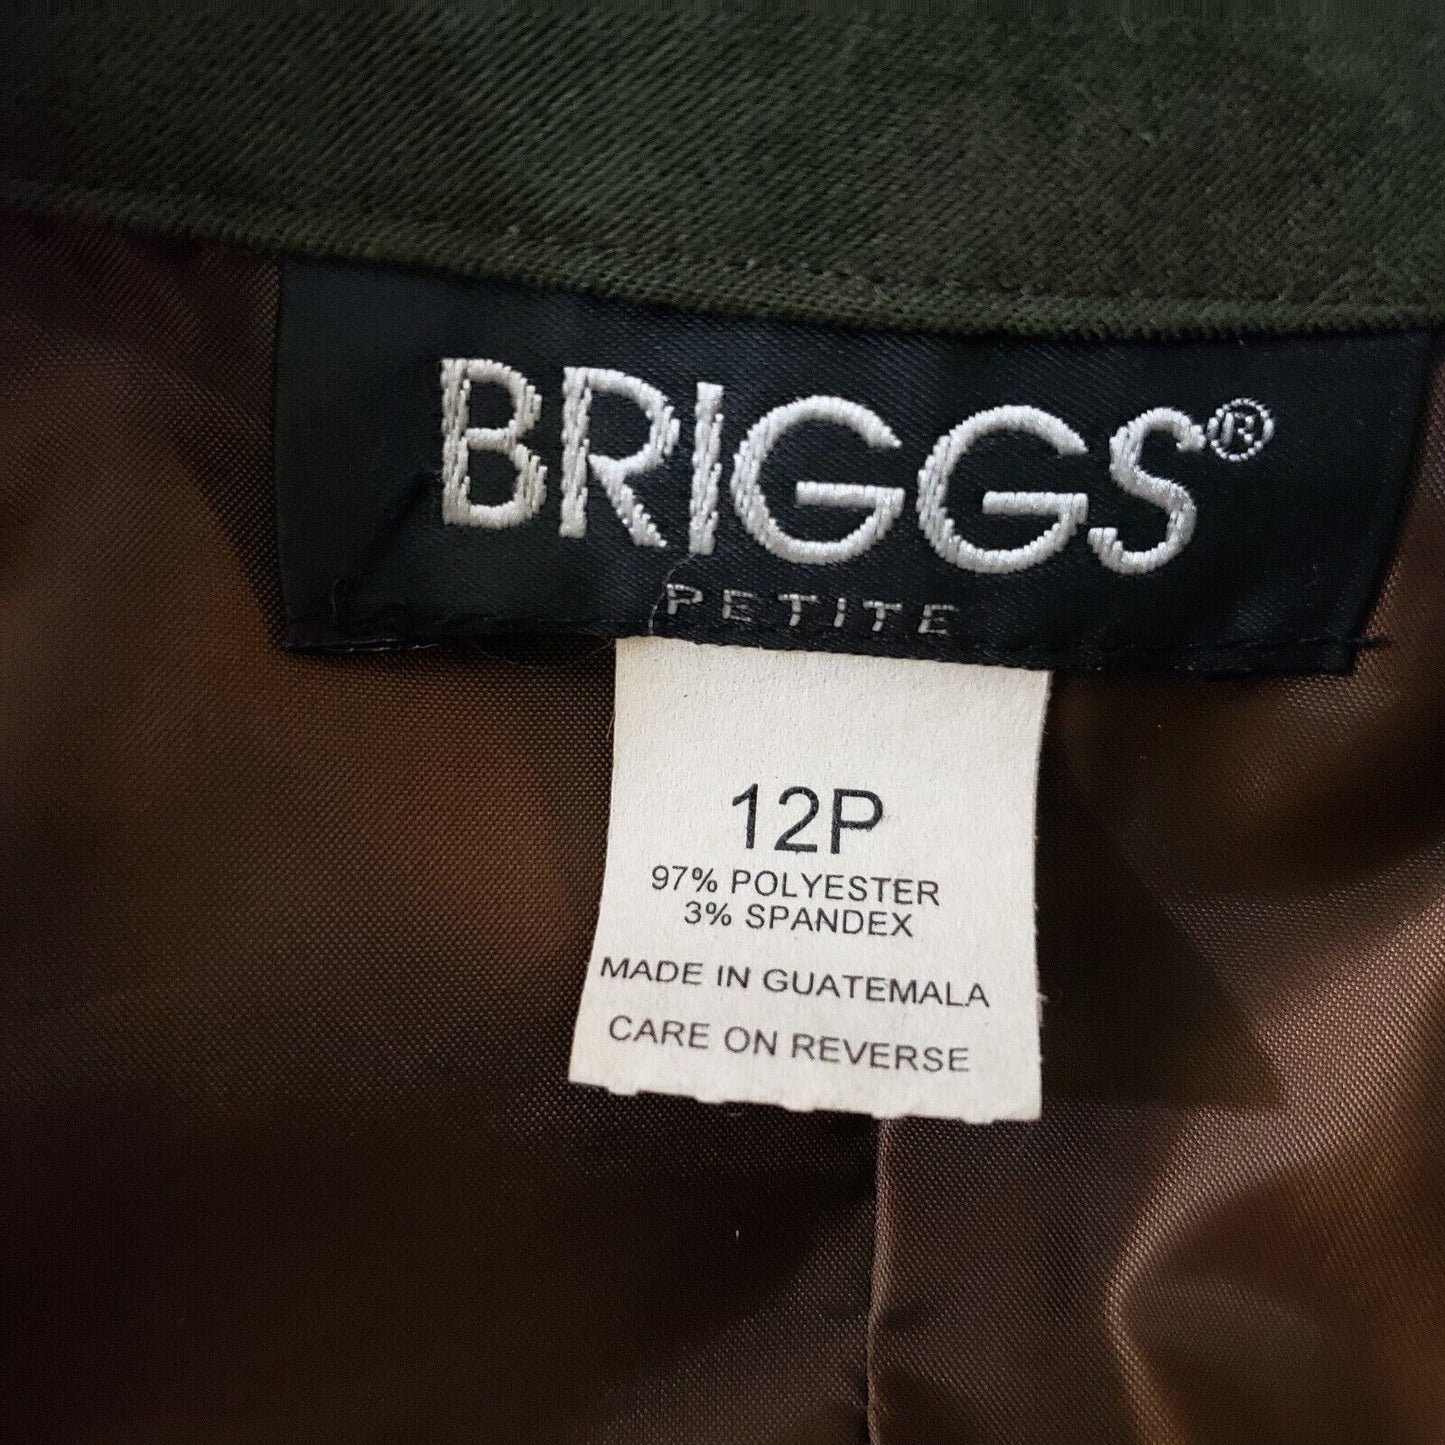 BRIGGS®
PETITE
12P
97% POLYESTER
3% SPANDEX
MADE IN GUATEMALA
CARE ON REVERSE